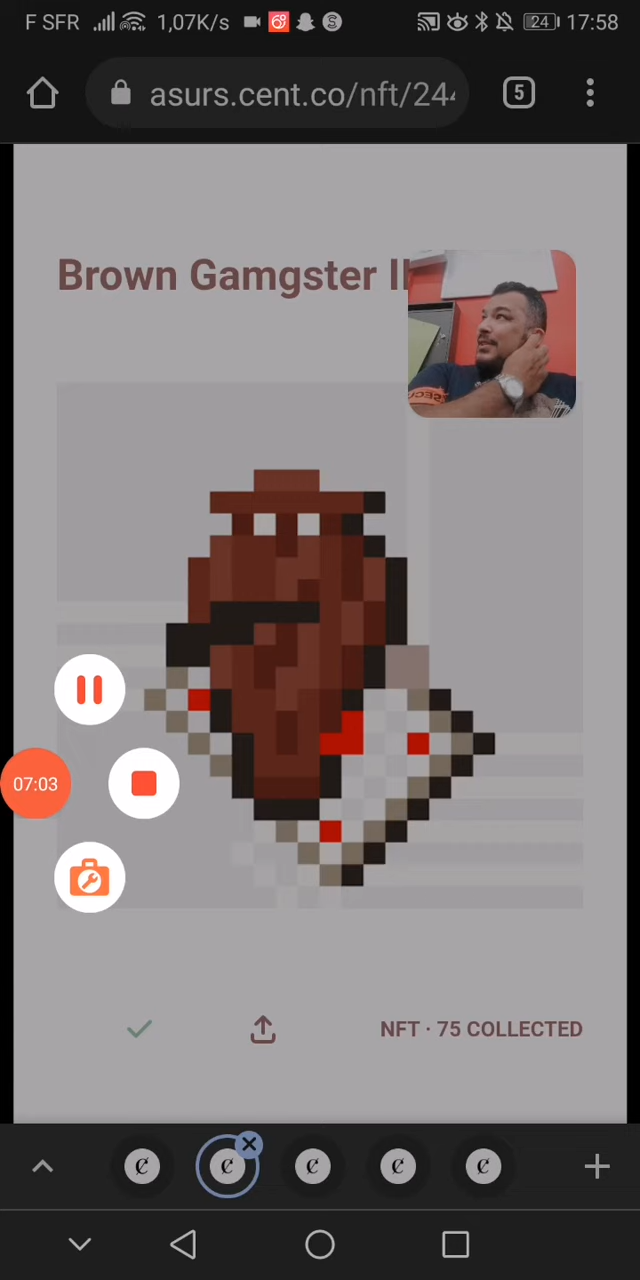 F SFR 1,07K/s 24 17:58
asurs.cent.co/nft/24
5
Brown Gamgster
07:03
NFT · 75 COLLECTED